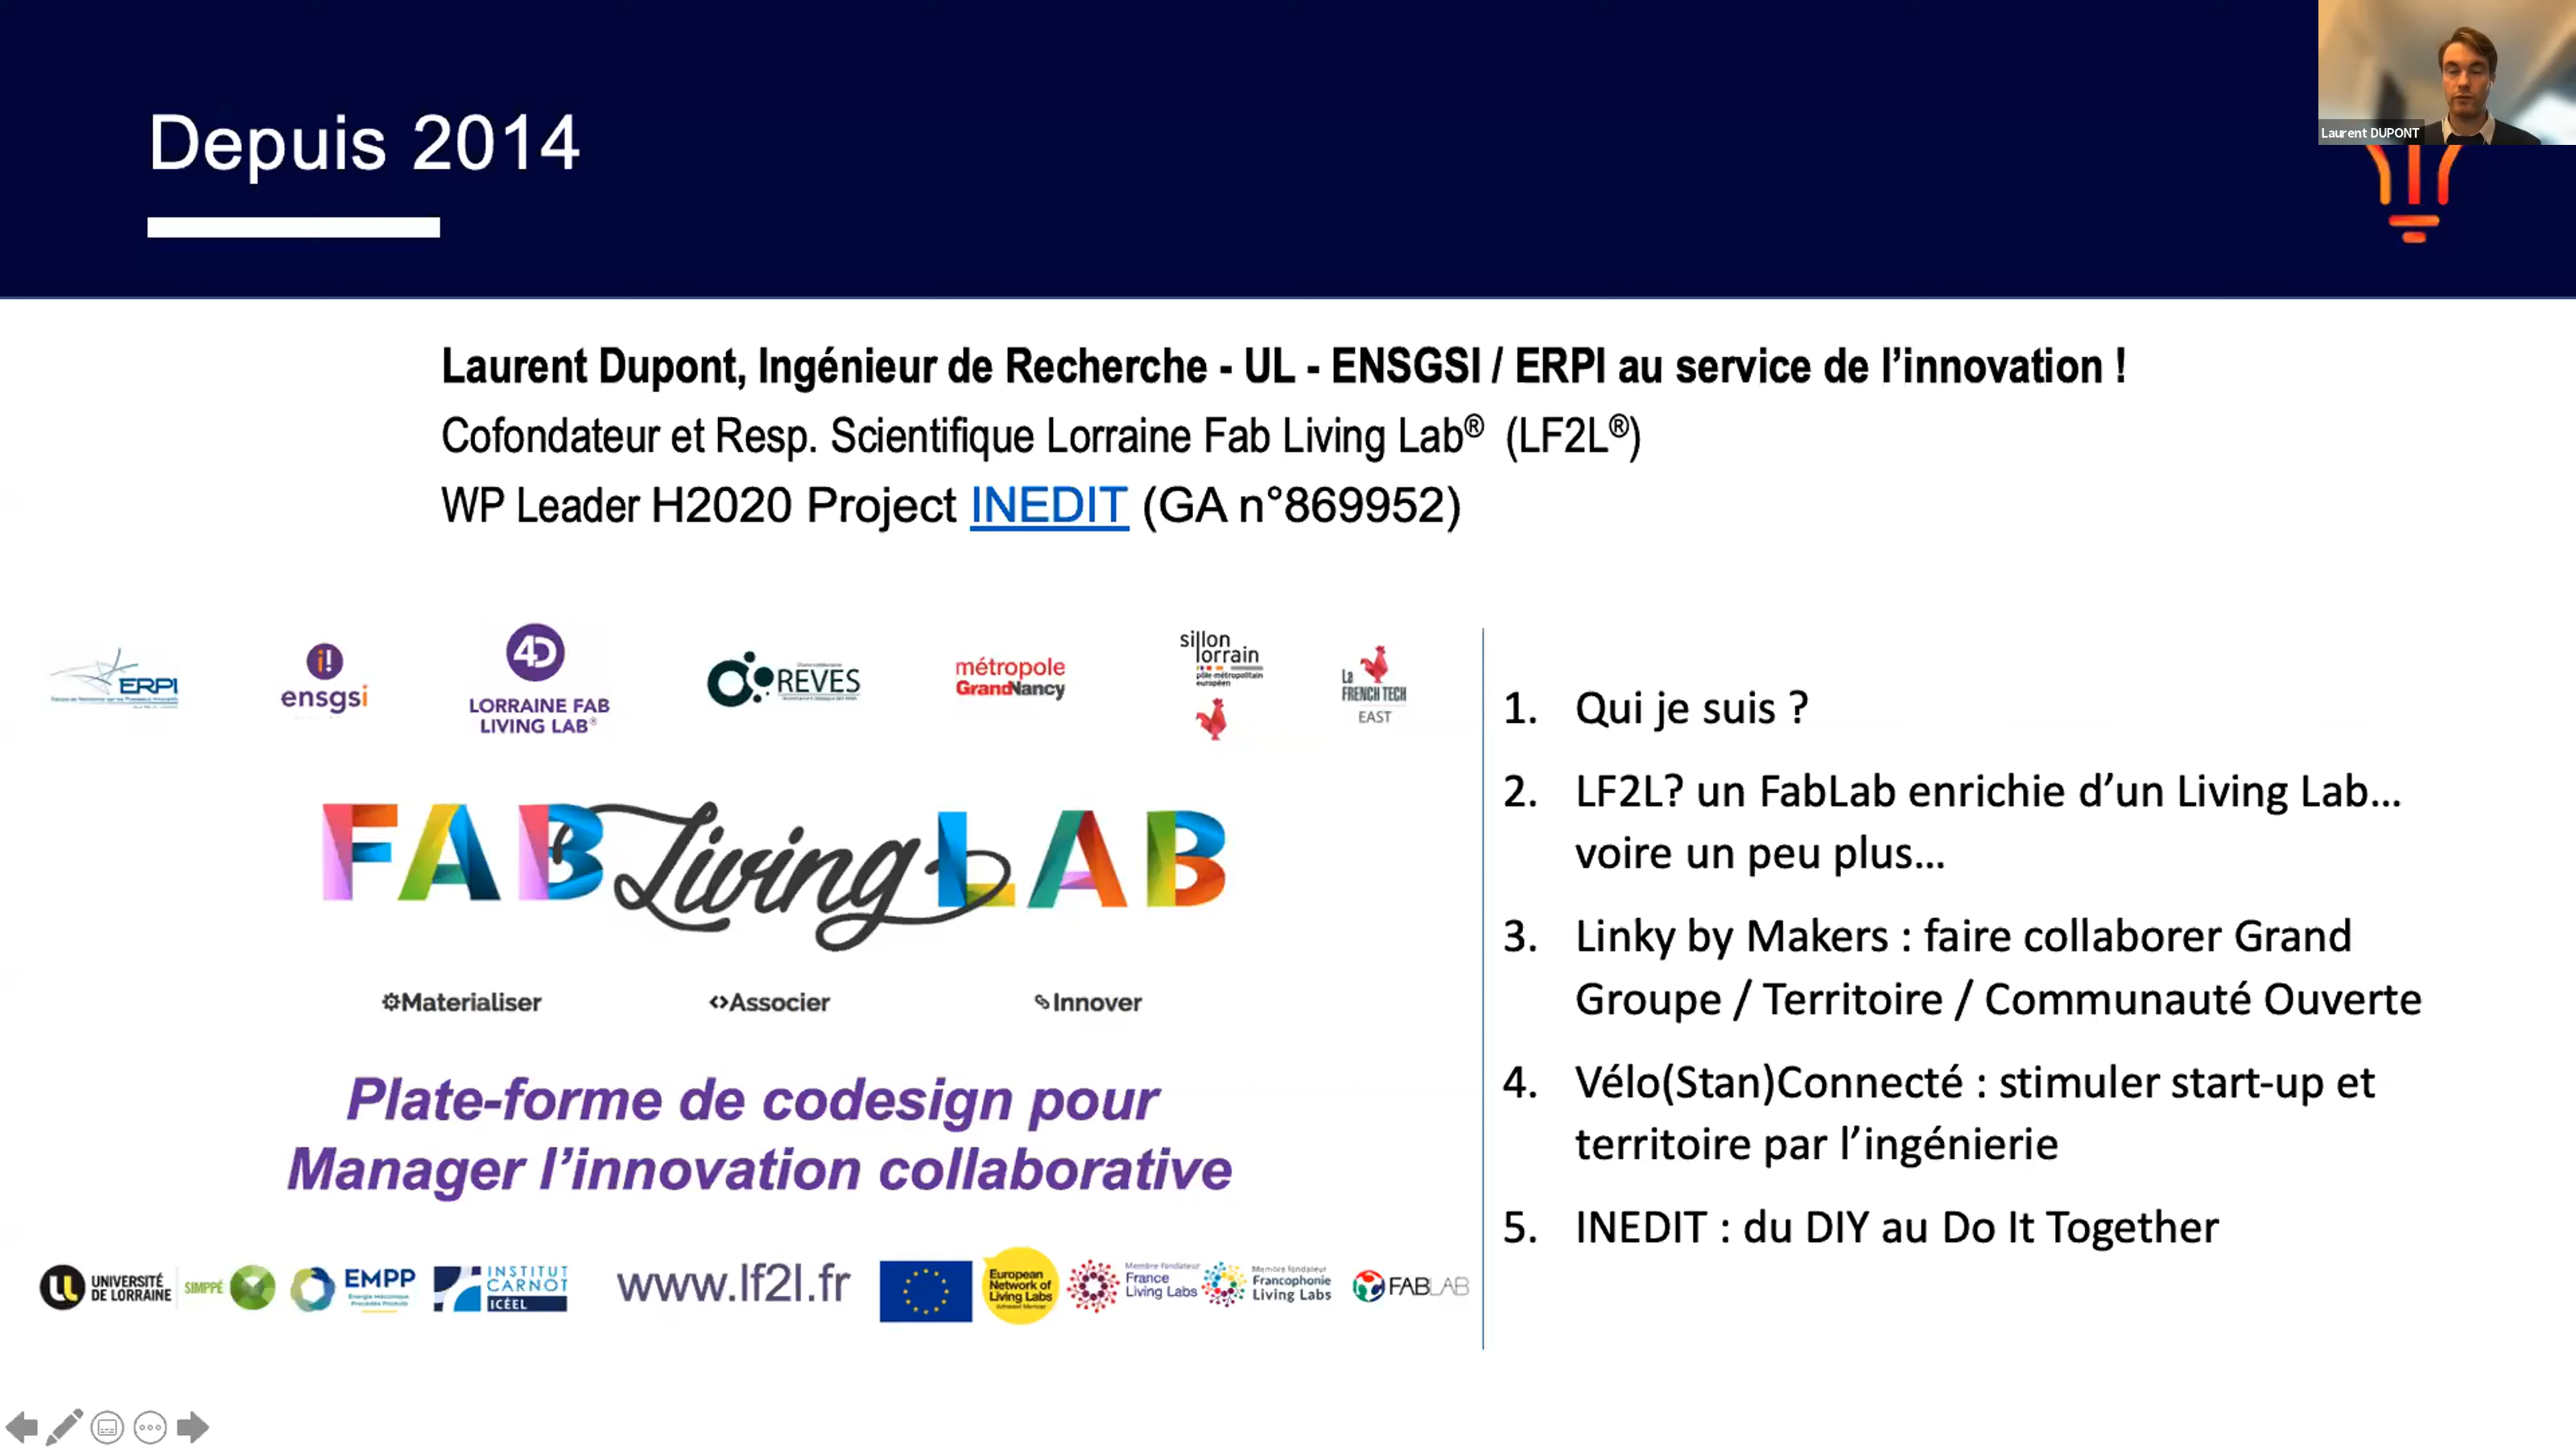 Depuis 2014
Laurent DUPONT
Laurent Dupont, Ingénieur de Recherche - UL - ENSGSI / ERPI au service de l’innovation !
Cofondateur et Resp. Scientifique Lorraine Fab Living Lab® (LF2L®)
WP Leader H2020 Project INEDIT (GA n°869952)
ERPI
i!
ensgsi
4D
LORRAINE FAB
LIVING LAB®
REVES
métropole
GrandNancy
sillon
lorrain
pôle métropolitain
européen
La
FRENCH TECH
EAST
FAB Living LAB
Materialiser
Associer
Innover
Plate-forme de codesign pour
Manager l’innovation collaborative
UNIVERSITÉ
DE LORRAINE
SIMPPÉ
EMPP
Énergie Mécanique
Procédés Produits
INSTITUT
CARNOT
ICÉEL
www.lf2l.fr
European
Network of
Living Labs
Membre fondateur
France
Living Labs
Membre fondateur
Francophonie
Living Labs
FABLAB
1. Qui je suis ?
2. LF2L? un FabLab enrichie d’un Living Lab...
voire un peu plus...
3. Linky by Makers : faire collaborer Grand
Groupe / Territoire / Communauté Ouverte
4. Vélo(Stan)Connecté : stimuler start-up et
territoire par l’ingénierie
5. INEDIT : du DIY au Do It Together